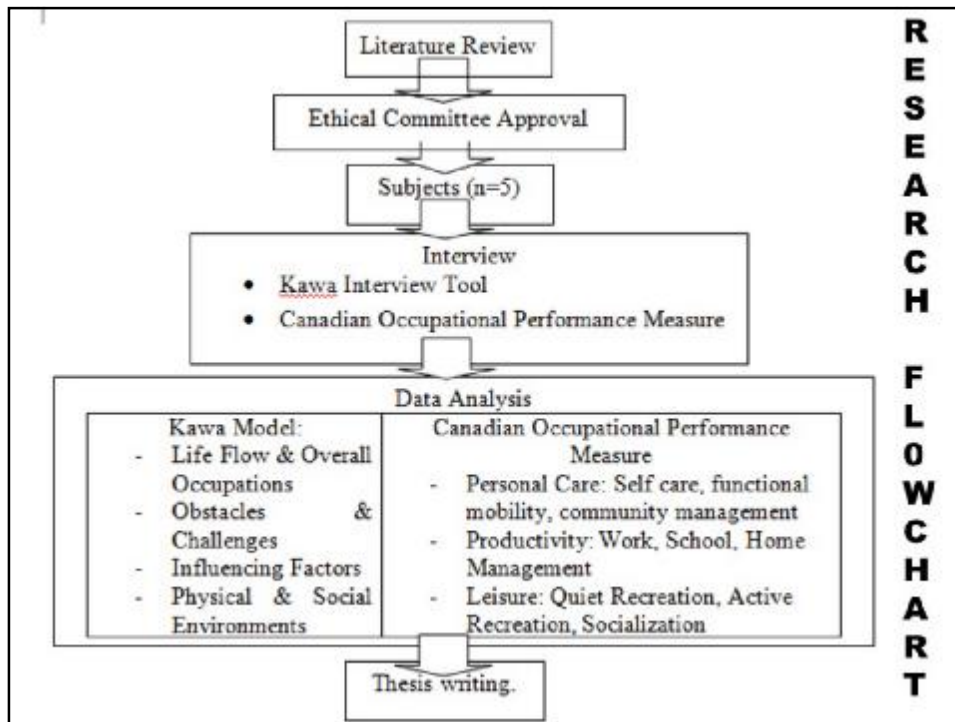 Literature Review
Ethical Committee Approval
Subjects (n=5)
Interview
• Kawa Interview Tool
• Canadian Occupational Performance Measure
Data Analysis
Kawa Model:
- Life Flow & Overall
Occupations
- Obstacles &
Challenges
- Influencing Factors
- Physical & Social
Environments
Canadian Occupational Performance
Measure
- Personal Care: Self care, functional
mobility, community management
- Productivity: Work, School, Home
Management
- Leisure: Quiet Recreation, Active
Recreation, Socialization
Thesis writing.
RESEARCH FLOWCHART